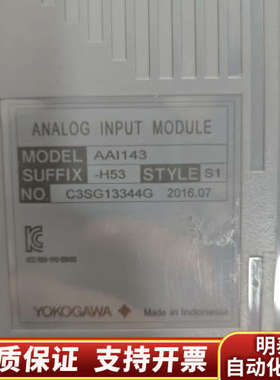 ANALOG INPUT MODULE
MODEL AAI143
SUFFIX -H53 STYLE S1
NO. C3SG13344G 2016.07
YOKOGAWA Made in Indonesia
质保证 支持开票 明
自动化